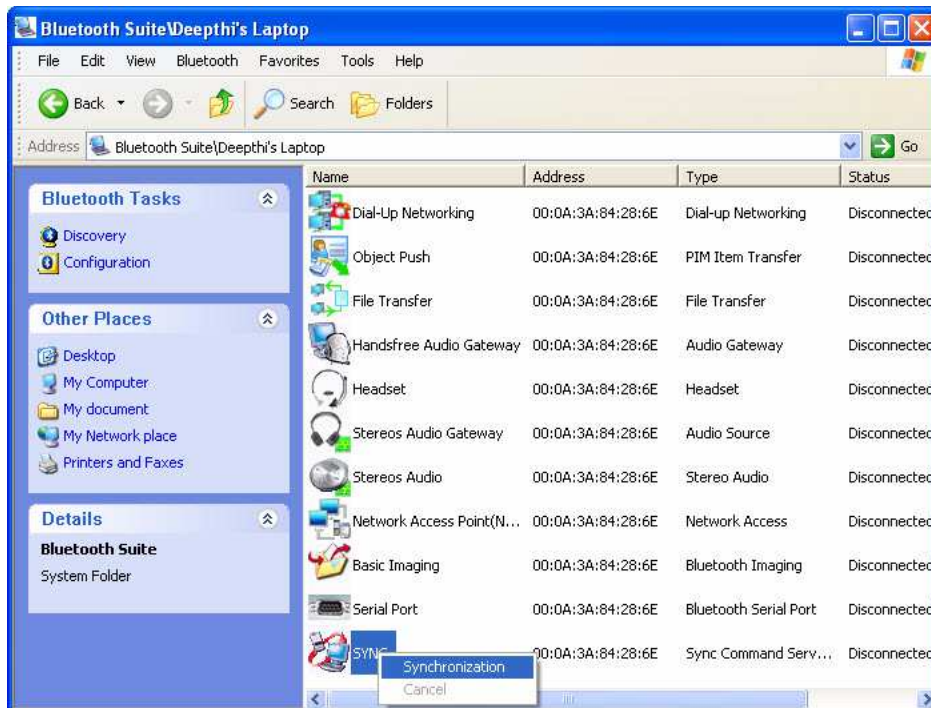 Bluetooth Suite\Deepthi's Laptop
File Edit View Bluetooth Favorites Tools Help
Back Search Folders
Address Bluetooth Suite\Deepthi's Laptop Go
Bluetooth Tasks
Discovery
Configuration
Other Places
Desktop
My Computer
My document
My Network place
Printers and Faxes
Details
Bluetooth Suite
System Folder
Name Address Type Status
Dial-Up Networking 00:0A:3A:84:28:6E Dial-up Networking Disconnected
Object Push 00:0A:3A:84:28:6E PIM Item Transfer Disconnected
File Transfer 00:0A:3A:84:28:6E File Transfer Disconnected
Handsfree Audio Gateway 00:0A:3A:84:28:6E Audio Gateway Disconnected
Headset 00:0A:3A:84:28:6E Headset Disconnected
Stereos Audio Gateway 00:0A:3A:84:28:6E Audio Source Disconnected
Stereos Audio 00:0A:3A:84:28:6E Stereo Audio Disconnected
Network Access Point(N... 00:0A:3A:84:28:6E Network Access Disconnected
Basic Imaging 00:0A:3A:84:28:6E Bluetooth Imaging Disconnected
Serial Port 00:0A:3A:84:28:6E Bluetooth Serial Port Disconnected
SYNC 00:0A:3A:84:28:6E Sync Command Serv... Disconnected
Synchronization
Cancel